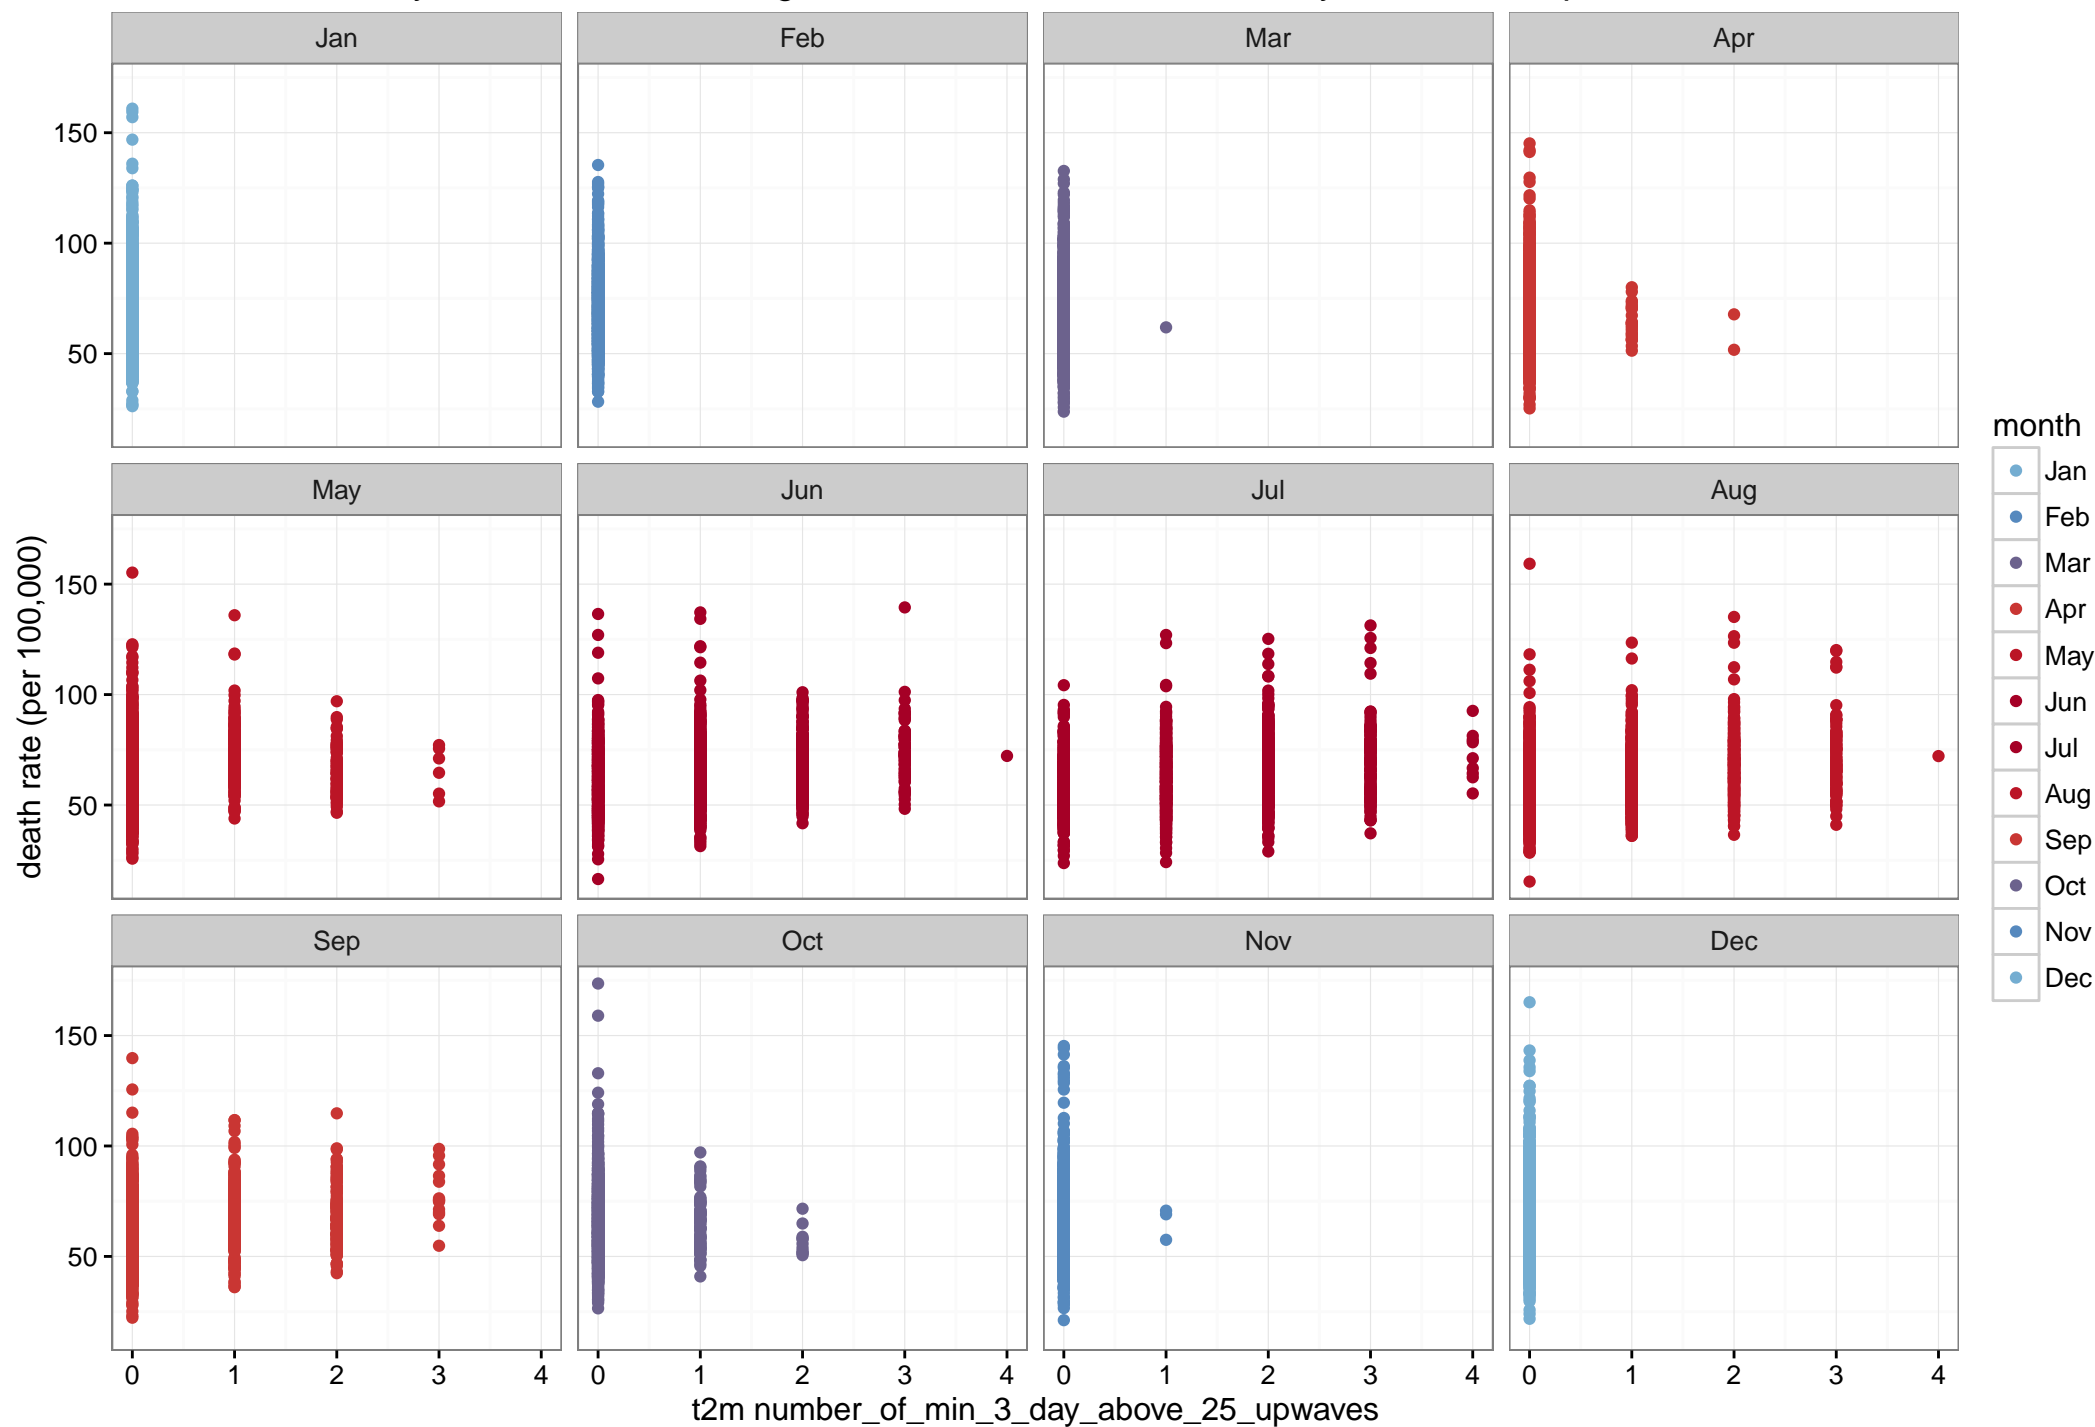 Jan Feb Mar Apr
150
100
50
May Jun Jul Aug
150
100
50
Sep Oct Nov Dec
150
100
50
0 1 2 3 4 0 1 2 3 4 0 1 2 3 4 0 1 2 3 4
t2m number_of_min_3_day_above_25_upwaves
death rate (per 100,000)
month
Jan
Feb
Mar
Apr
May
Jun
Jul
Aug
Sep
Oct
Nov
Dec